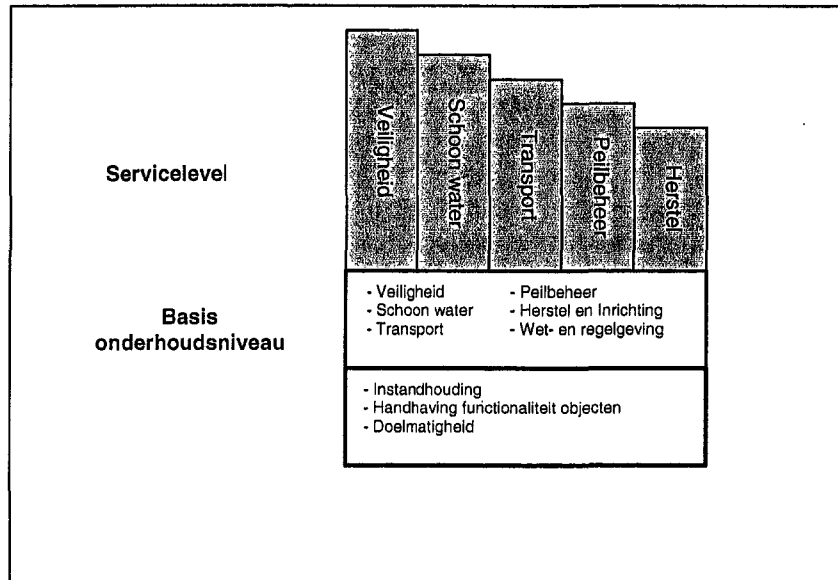 Veiligheid
Schoon water
Transport
Peilbeheer
Herstel
Servicelevel
Basis
onderhoudsniveau
- Veiligheid
- Schoon water
- Transport
- Peilbeheer
- Herstel en Inrichting
- Wet- en regelgeving
- Instandhouding
- Handhaving functionaliteit objecten
- Doelmatigheid